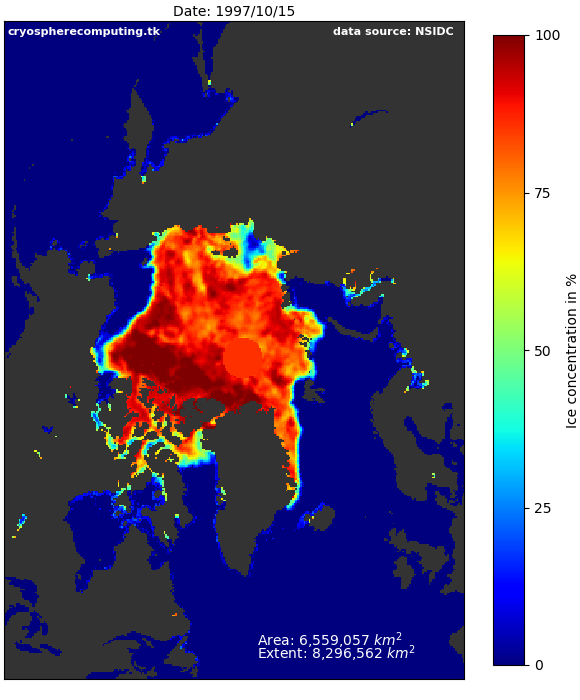 Date: 1997/10/15
cryospherecomputing.tk
data source: NSIDC
100
75
50
25
0
Ice concentration in %
Area: 6,559,057 km²
Extent: 8,296,562 km²